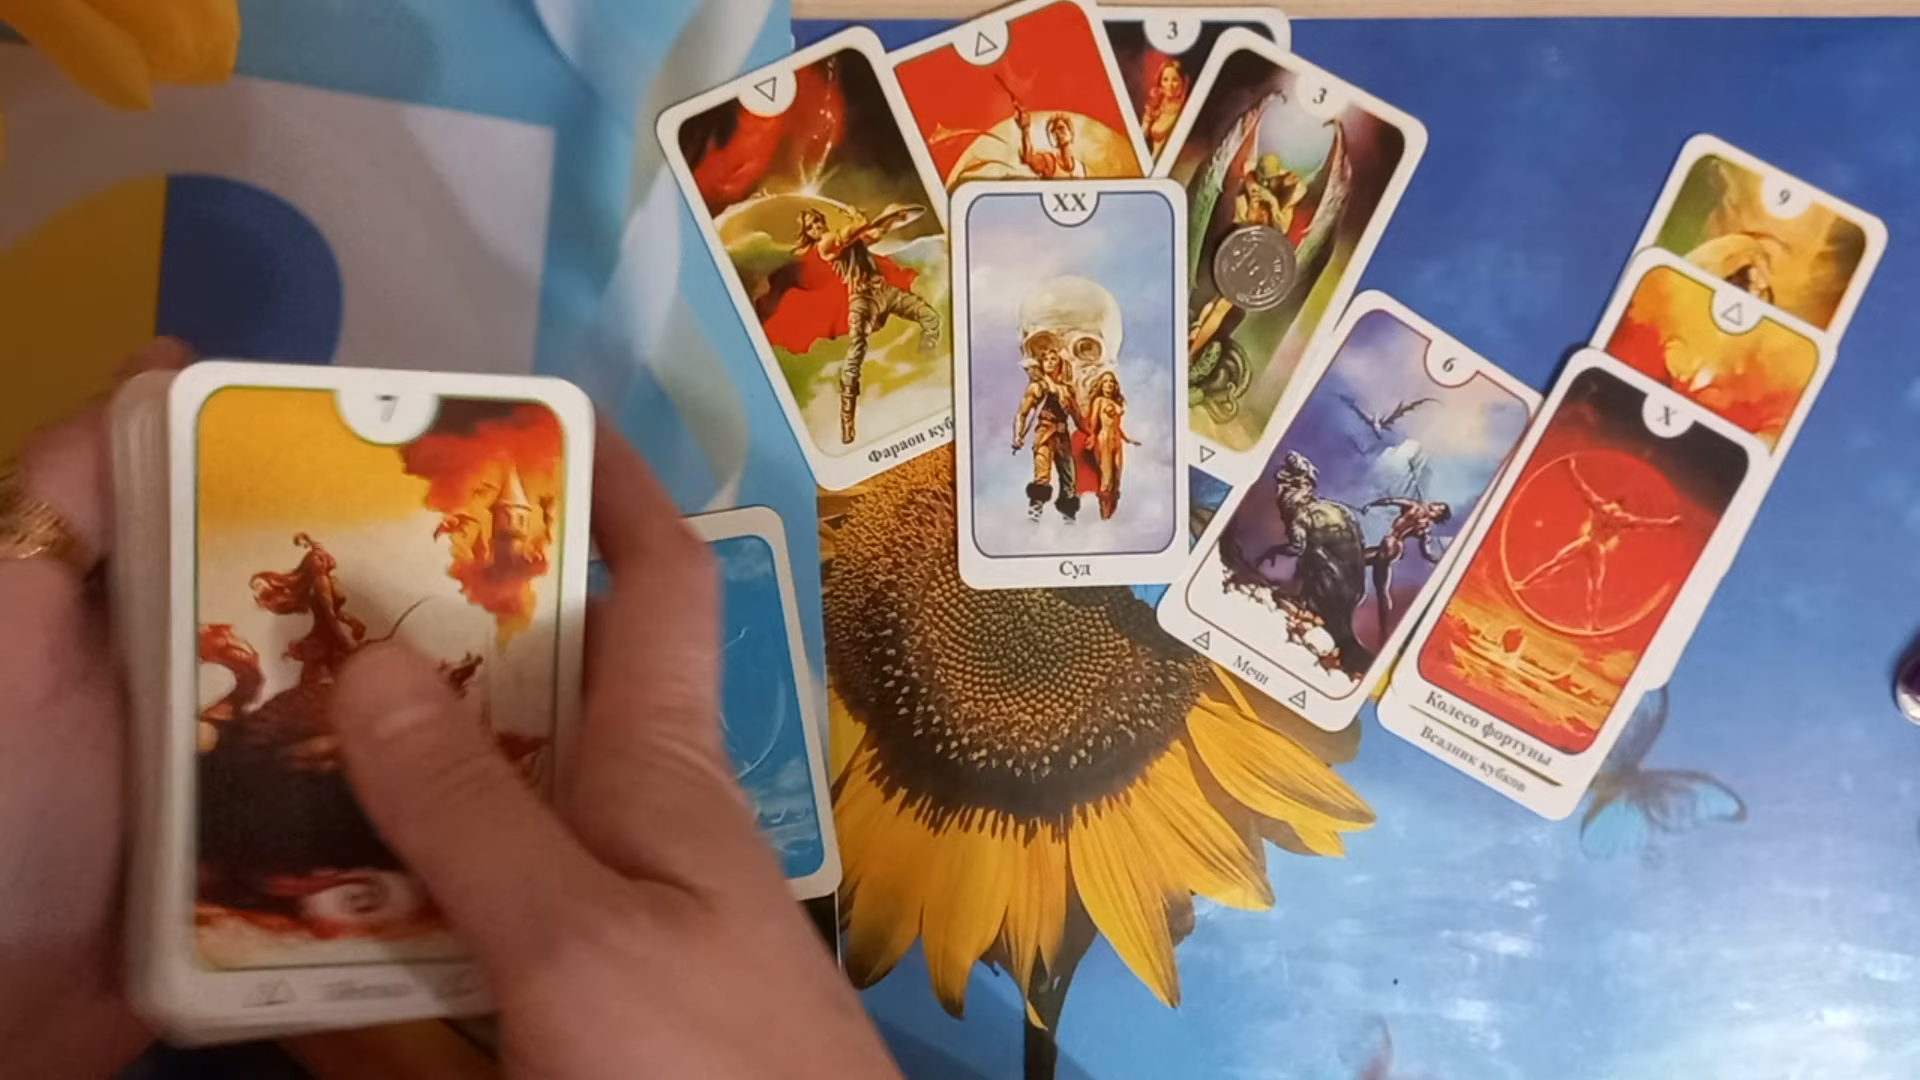 3
3
XX
9
6
7
X
Фараон куб
Суд
Мечи
Колесо фортуны
Всадник кубков